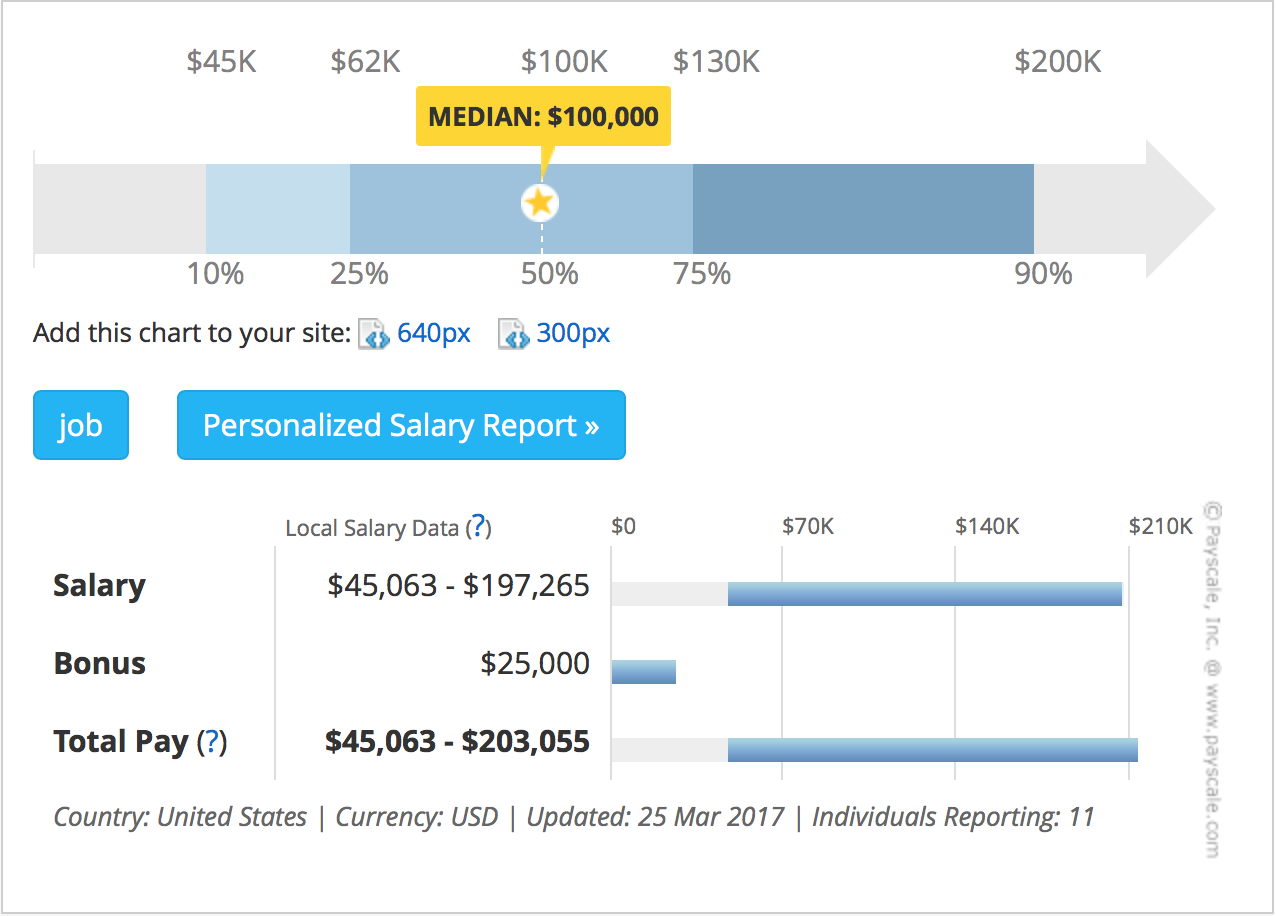 $45K $62K $100K $130K $200K
MEDIAN: $100,000
10% 25% 50% 75% 90%
Add this chart to your site: 640px 300px
job Personalized Salary Report »
Local Salary Data (?) $0 $70K $140K $210K
Salary $45,063 - $197,265
Bonus $25,000
Total Pay (?) $45,063 - $203,055
Country: United States | Currency: USD | Updated: 25 Mar 2017 | Individuals Reporting: 11
© Payscale, Inc. @ www.payscale.com